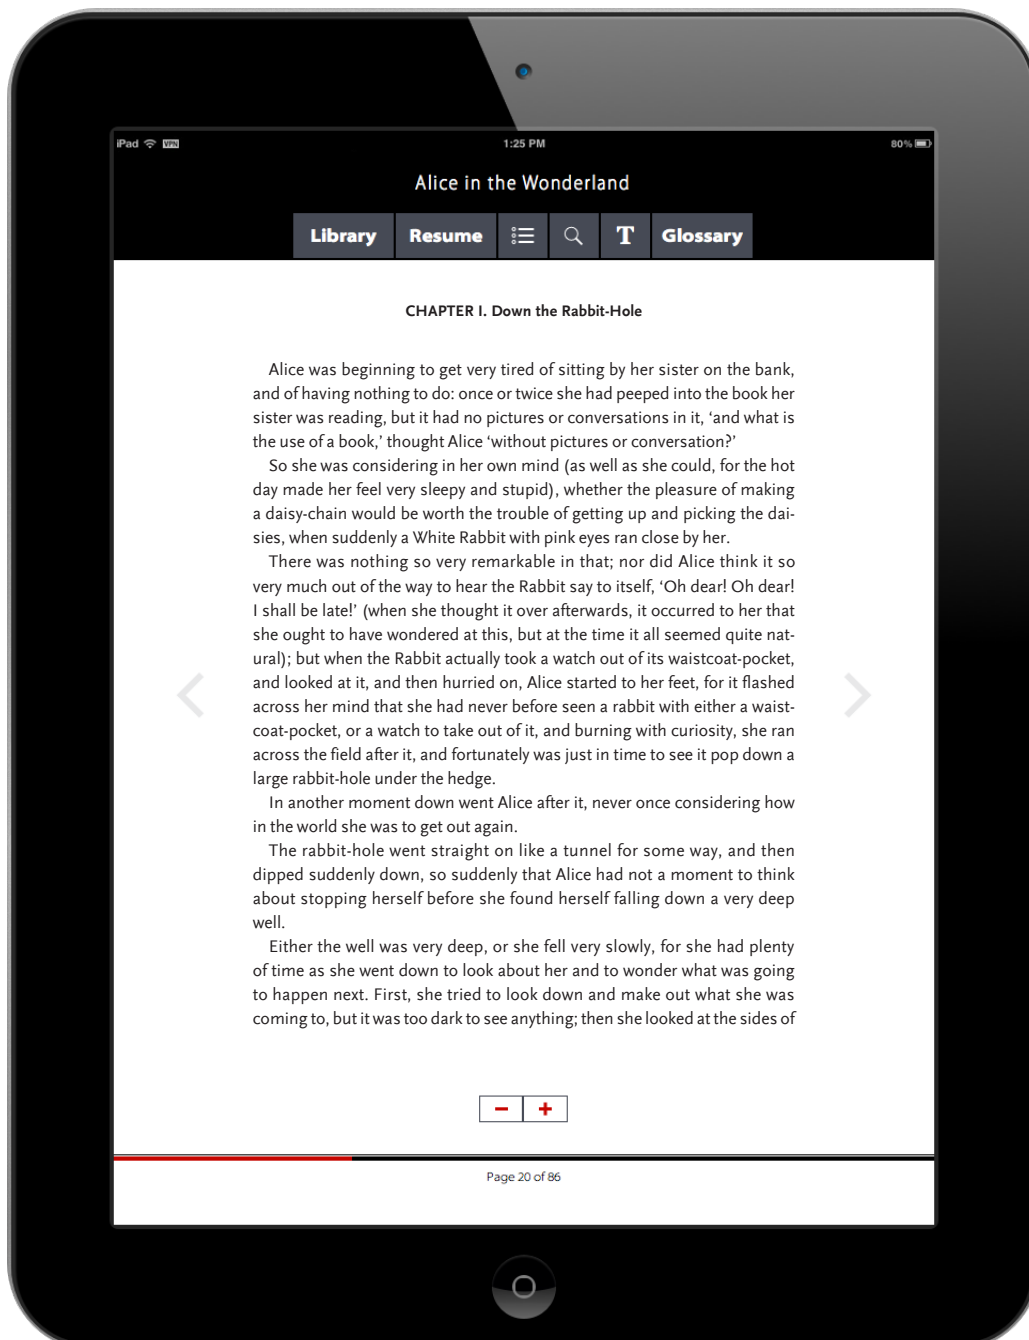 iPad VPN 1:25 PM 80%
Alice in the Wonderland
Library Resume T Glossary
CHAPTER I. Down the Rabbit-Hole
Alice was beginning to get very tired of sitting by her sister on the bank,
and of having nothing to do: once or twice she had peeped into the book her
sister was reading, but it had no pictures or conversations in it, ‘and what is
the use of a book,’ thought Alice ‘without pictures or conversation?’
So she was considering in her own mind (as well as she could, for the hot
day made her feel very sleepy and stupid), whether the pleasure of making
a daisy-chain would be worth the trouble of getting up and picking the dai-
sies, when suddenly a White Rabbit with pink eyes ran close by her.
There was nothing so very remarkable in that; nor did Alice think it so
very much out of the way to hear the Rabbit say to itself, ‘Oh dear! Oh dear!
I shall be late!’ (when she thought it over afterwards, it occurred to her that
she ought to have wondered at this, but at the time it all seemed quite nat-
ural); but when the Rabbit actually took a watch out of its waistcoat-pocket,
and looked at it, and then hurried on, Alice started to her feet, for it flashed
across her mind that she had never before seen a rabbit with either a waist-
coat-pocket, or a watch to take out of it, and burning with curiosity, she ran
across the field after it, and fortunately was just in time to see it pop down a
large rabbit-hole under the hedge.
In another moment down went Alice after it, never once considering how
in the world she was to get out again.
The rabbit-hole went straight on like a tunnel for some way, and then
dipped suddenly down, so suddenly that Alice had not a moment to think
about stopping herself before she found herself falling down a very deep
well.
Either the well was very deep, or she fell very slowly, for she had plenty
of time as she went down to look about her and to wonder what was going
to happen next. First, she tried to look down and make out what she was
coming to, but it was too dark to see anything; then she looked at the sides of
− +
Page 20 of 86